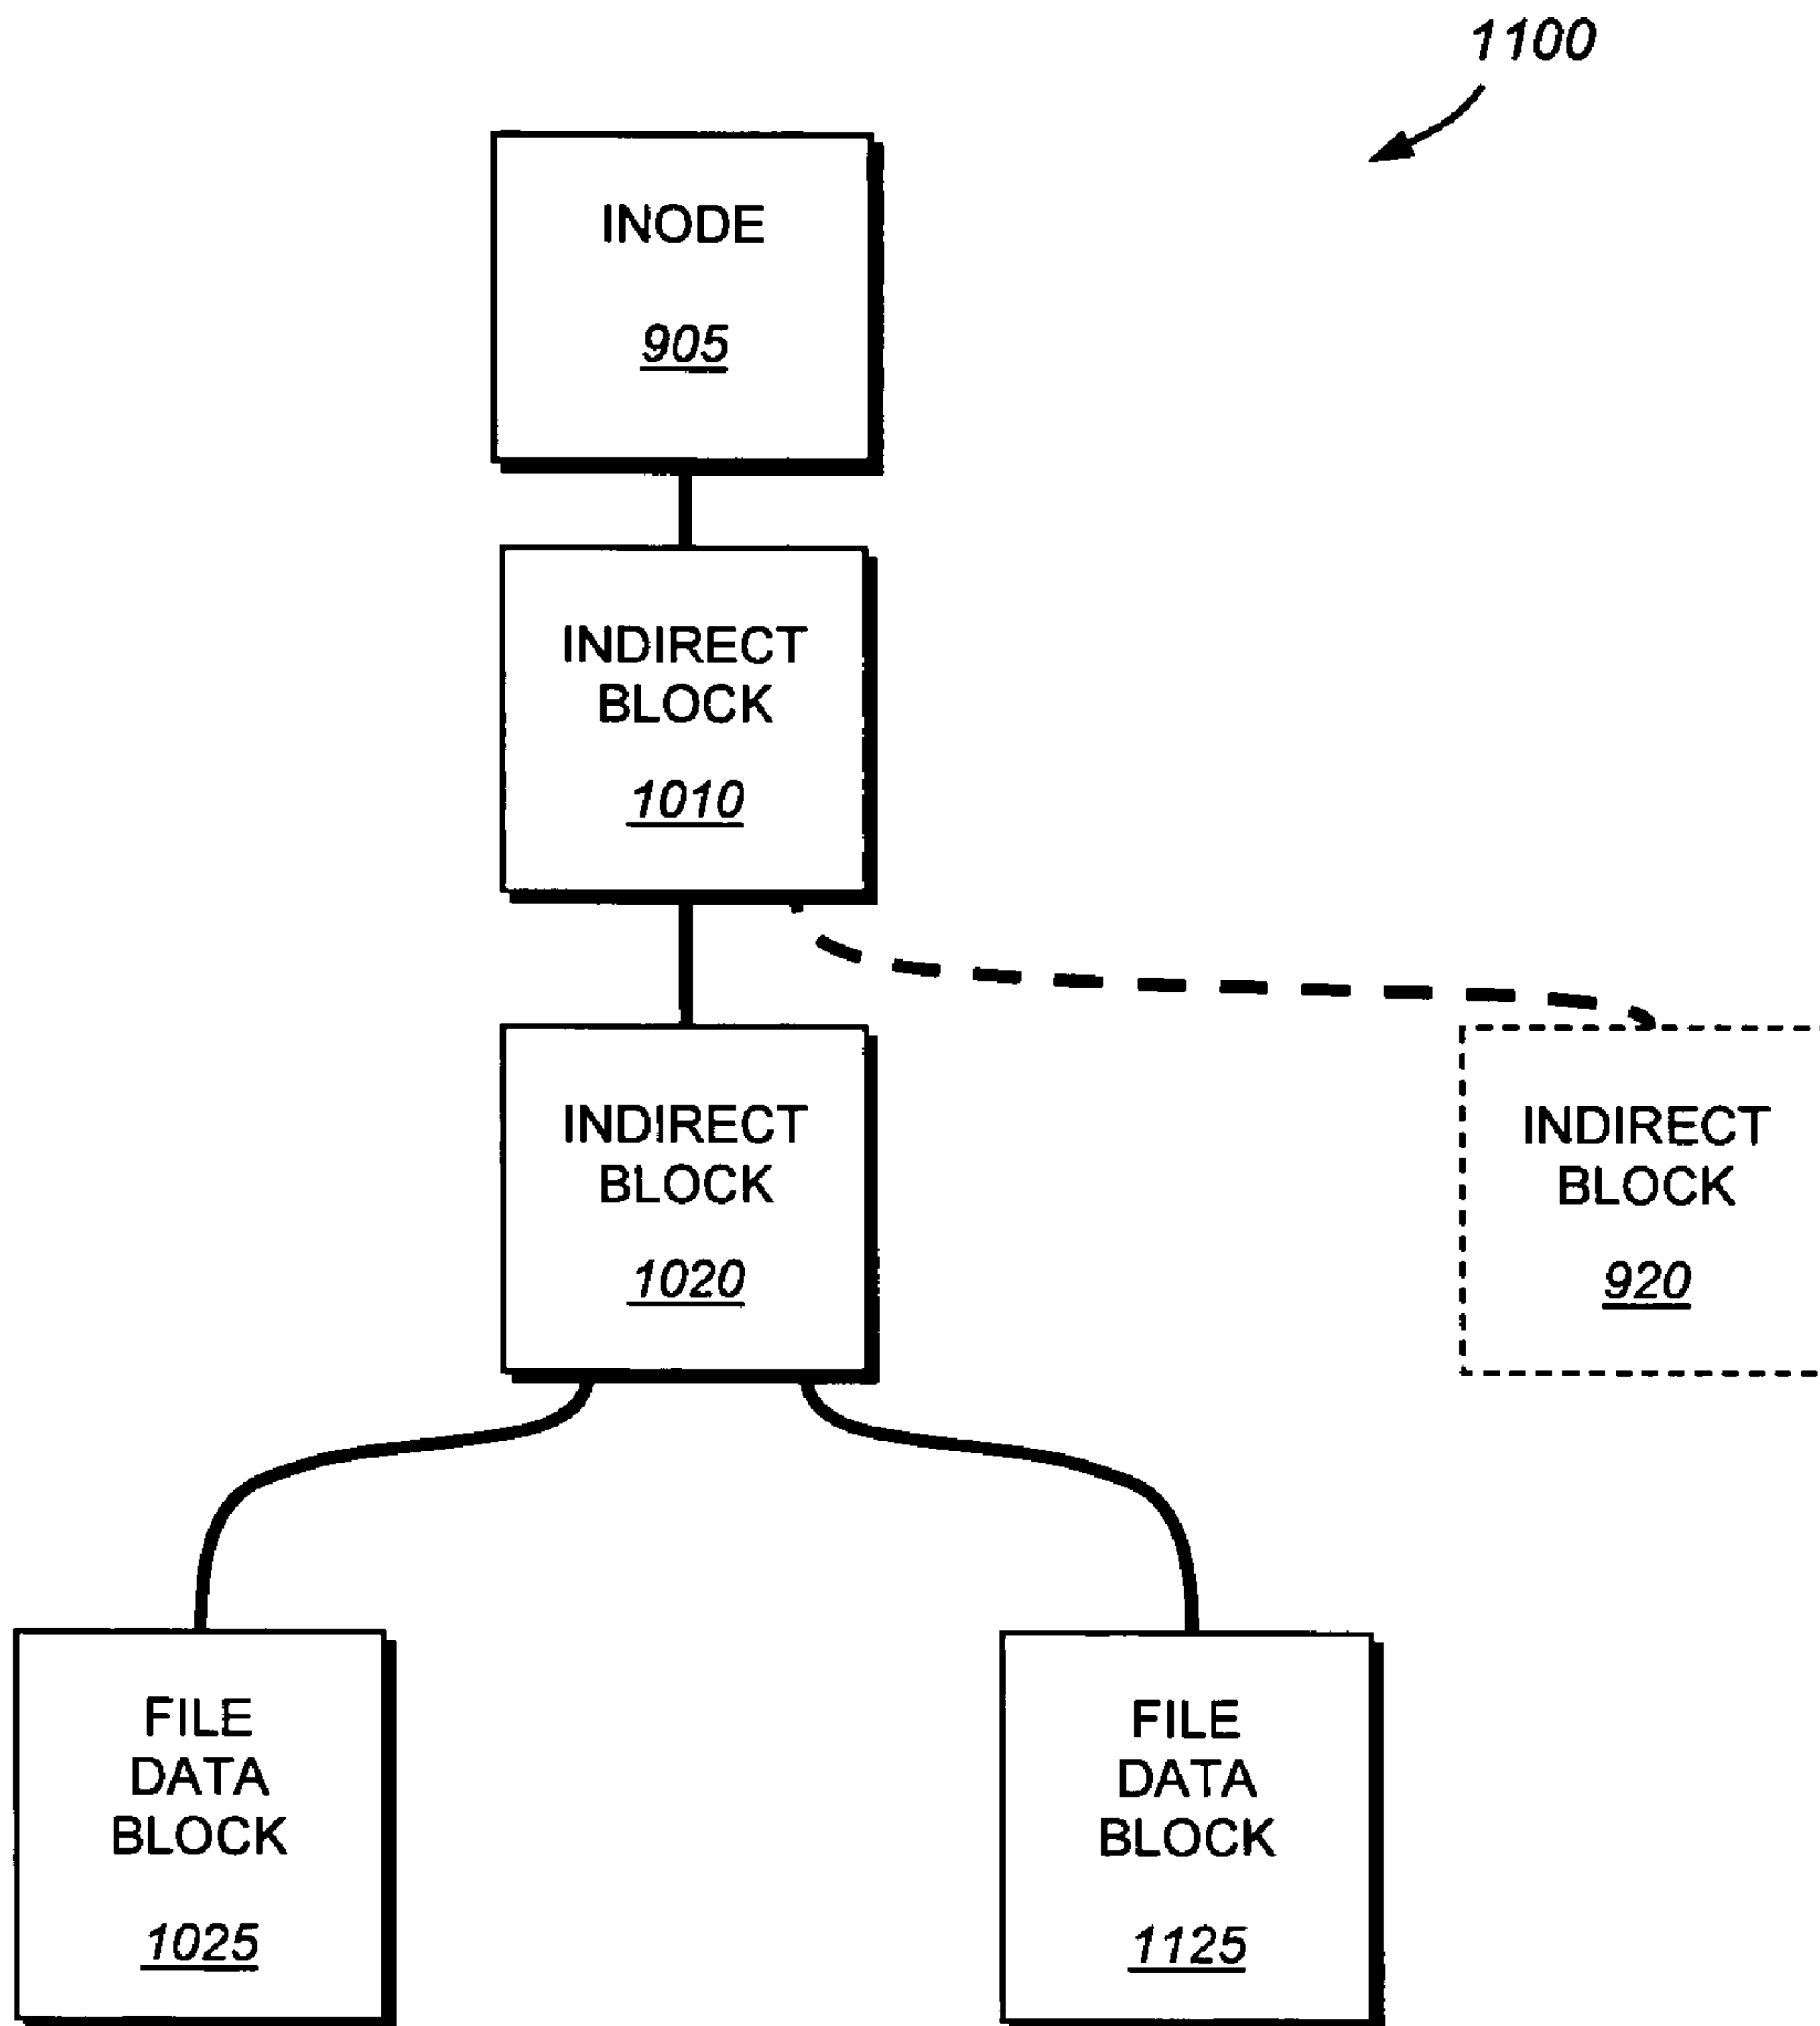 1100
INODE
905
INDIRECT
BLOCK
1010
INDIRECT
BLOCK
1020
INDIRECT
BLOCK
920
FILE
DATA
BLOCK
1025
FILE
DATA
BLOCK
1125